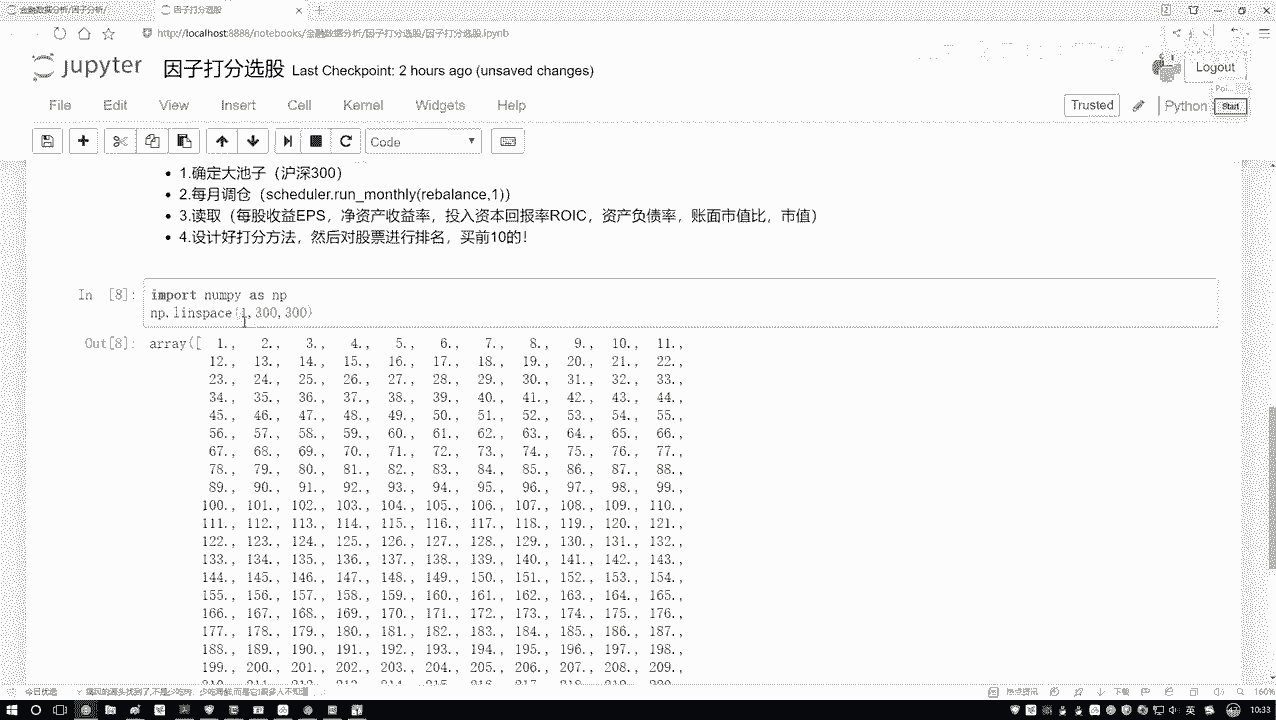 金融数据分析/因子分析/
因子打分选股
http://localhost:8888/notebooks/金融数据分析/因子打分选股/因子打分选股.ipynb
jupyter 因子打分选股 Last Checkpoint: 2 hours ago (unsaved changes)
Logout
File Edit View Insert Cell Kernel Widgets Help
Trusted Python
Start
Code
1.确定大池子（沪深300）
2.每月调仓（scheduler.run_monthly(rebalance,1)）
3.读取（每股收益EPS，净资产收益率，投入资本回报率ROIC，资产负债率，账面市值比，市值）
4.设计好打分方法，然后对股票进行排名，买前10的！
In [8]: import numpy as np
np.linspace(1,300,300)
Out[8]: array([ 1., 2., 3., 4., 5., 6., 7., 8., 9., 10., 11.,
12., 13., 14., 15., 16., 17., 18., 19., 20., 21., 22.,
23., 24., 25., 26., 27., 28., 29., 30., 31., 32., 33.,
34., 35., 36., 37., 38., 39., 40., 41., 42., 43., 44.,
45., 46., 47., 48., 49., 50., 51., 52., 53., 54., 55.,
56., 57., 58., 59., 60., 61., 62., 63., 64., 65., 66.,
67., 68., 69., 70., 71., 72., 73., 74., 75., 76., 77.,
78., 79., 80., 81., 82., 83., 84., 85., 86., 87., 88.,
89., 90., 91., 92., 93., 94., 95., 96., 97., 98., 99.,
100., 101., 102., 103., 104., 105., 106., 107., 108., 109., 110.,
111., 112., 113., 114., 115., 116., 117., 118., 119., 120., 121.,
122., 123., 124., 125., 126., 127., 128., 129., 130., 131., 132.,
133., 134., 135., 136., 137., 138., 139., 140., 141., 142., 143.,
144., 145., 146., 147., 148., 149., 150., 151., 152., 153., 154.,
155., 156., 157., 158., 159., 160., 161., 162., 163., 164., 165.,
166., 167., 168., 169., 170., 171., 172., 173., 174., 175., 176.,
177., 178., 179., 180., 181., 182., 183., 184., 185., 186., 187.,
188., 189., 190., 191., 192., 193., 194., 195., 196., 197., 198.,
199., 200., 201., 202., 203., 204., 205., 206., 207., 208., 209.,
今日优选
热点资讯 下载 160%
英 10:33